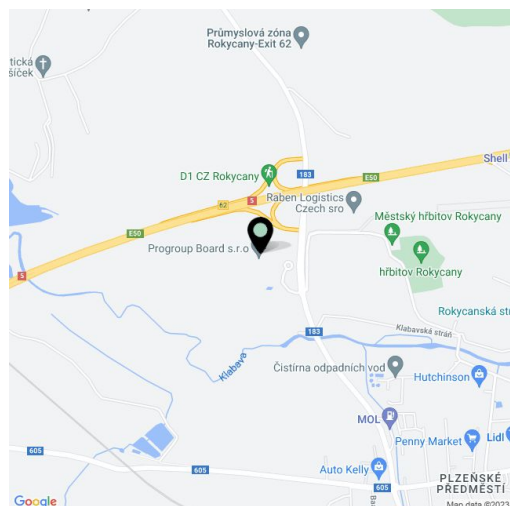 Průmyslová zóna
Rokycany-Exit 62
tická
šíček
D1 CZ Rokycany
183
E50
Shell
5
62
Raben Logistics
Czech sro
E50
Městský hřbitov Rokycany
Progroup Board s.r.o
hřbitov Rokycany
5
Rokycanská str
Klabavská stráň
183
Klabava
Čistírna odpadních vod
Hutchinson
MOL
Penny Market
Lidl
605
605
Auto Kelly
605
PLZEŇSKÉ
PŘEDMĚSTÍ
Google
Map data ©2023